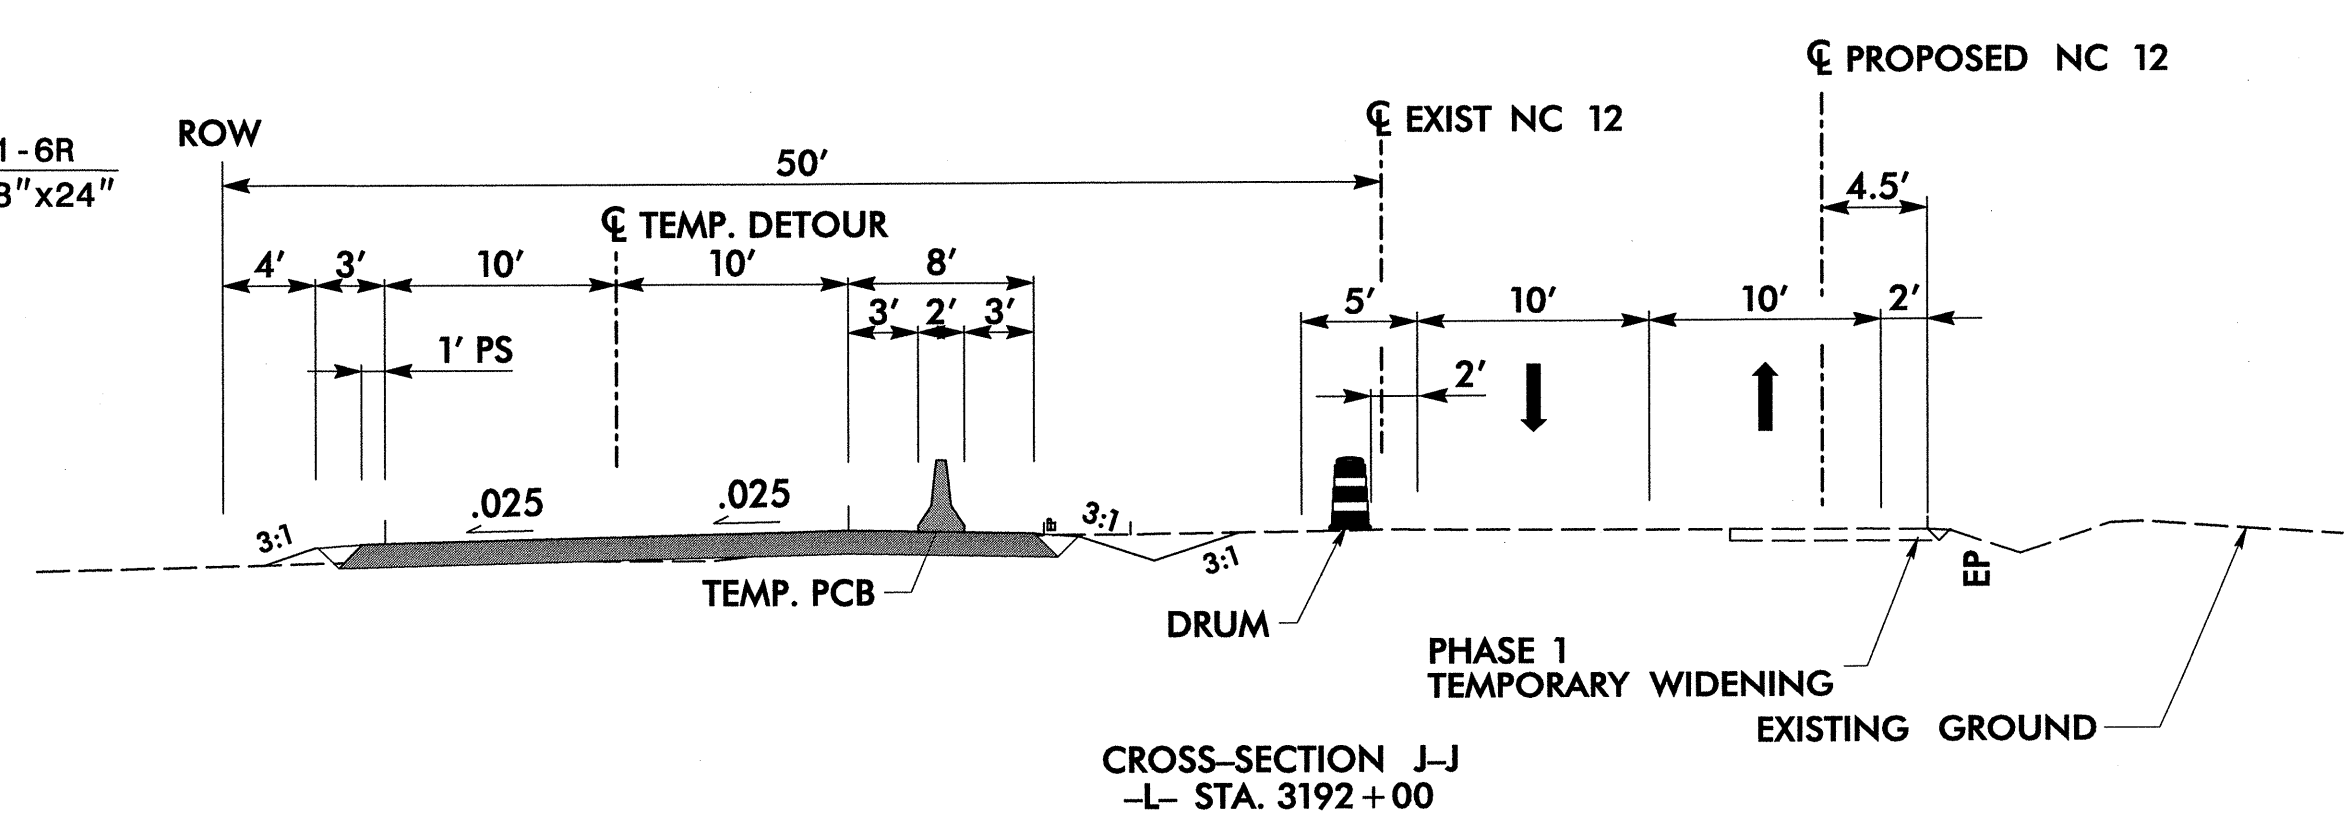 ℄ PROPOSED NC 12
℄ EXIST NC 12
ROW
1-6R
8"x24"
50'
4.5'
℄ TEMP. DETOUR
4' 3' 10' 10' 8'
3' 2' 3'
5' 10' 10' 2'
1' PS
2'
.025 .025
3:1 3:1
3:1
EP
TEMP. PCB
DRUM
PHASE 1
TEMPORARY WIDENING
EXISTING GROUND
CROSS–SECTION J–J
–L– STA. 3192+00